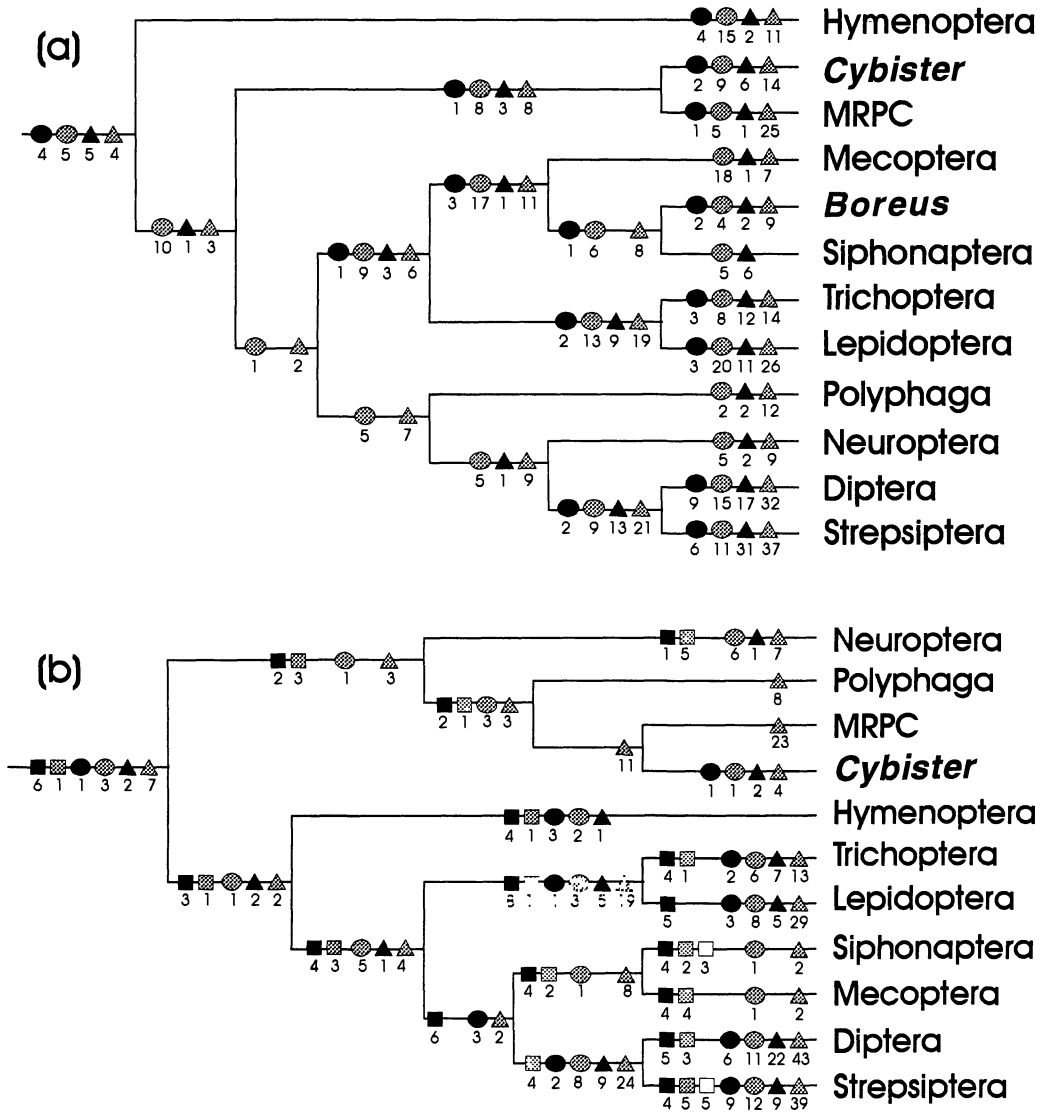 (a)
Hymenoptera
4 15 2 11
Cybister
2 9 6 14
1 8 3 8
MRPC
1 5 1 25
4 5 5 4
Mecoptera
18 1 7
3 17 1 11
Boreus
2 4 2 9
10 1 3
1 6 8
Siphonaptera
5 6
1 9 3 6
Trichoptera
3 8 12 14
2 13 9 19
Lepidoptera
3 20 11 26
1 2
Polyphaga
2 2 12
5 7
Neuroptera
5 2 9
5 1 9
Diptera
9 15 17 32
2 9 13 21
Strepsiptera
6 11 31 37
(b)
Neuroptera
1 5 6 1 7
2 3 1 3
Polyphaga
8
2 1 3 3
MRPC
23
11
6 1 1 3 2 7
Cybister
1 1 2 4
Hymenoptera
4 1 3 2 1
Trichoptera
4 1 2 6 7 13
3 1 1 2 2
3 5
Lepidoptera
5 3 8 5 29
4 3 5 1 4
Siphonaptera
4 2 3 1 2
4 2 1 8
Mecoptera
4 4 1 2
6 3 2
Diptera
5 3 6 11 22 43
4 2 8 9 24
Strepsiptera
4 5 5 9 12 9 39